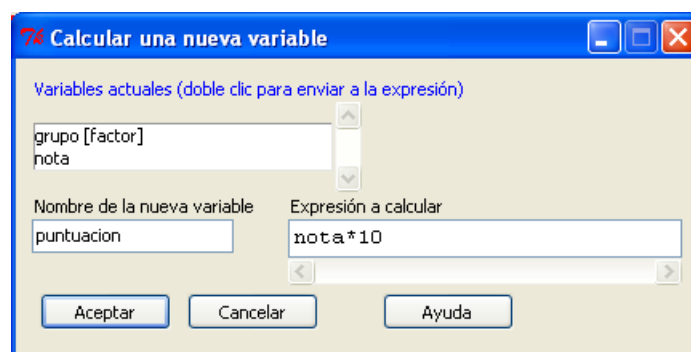 Calcular una nueva variable
Variables actuales (doble clic para enviar a la expresión)
grupo [factor]
nota
Nombre de la nueva variable
Expresión a calcular
puntuacion
nota*10
Aceptar
Cancelar
Ayuda